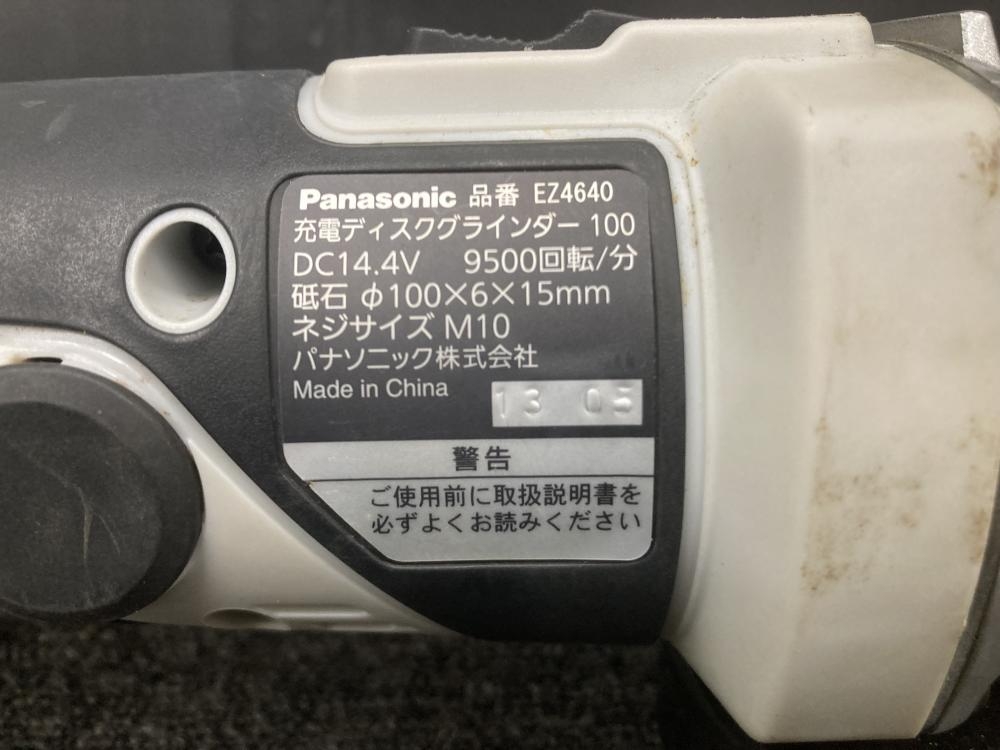 Panasonic 品番 EZ4640
充電ディスクグラインダー 100
DC14.4V 9500回転/分
砥石 φ100×6×15mm
ネジサイズ M10
パナソニック株式会社
Made in China
13 05
警告
ご使用前に取扱説明書を
必ずよくお読みください